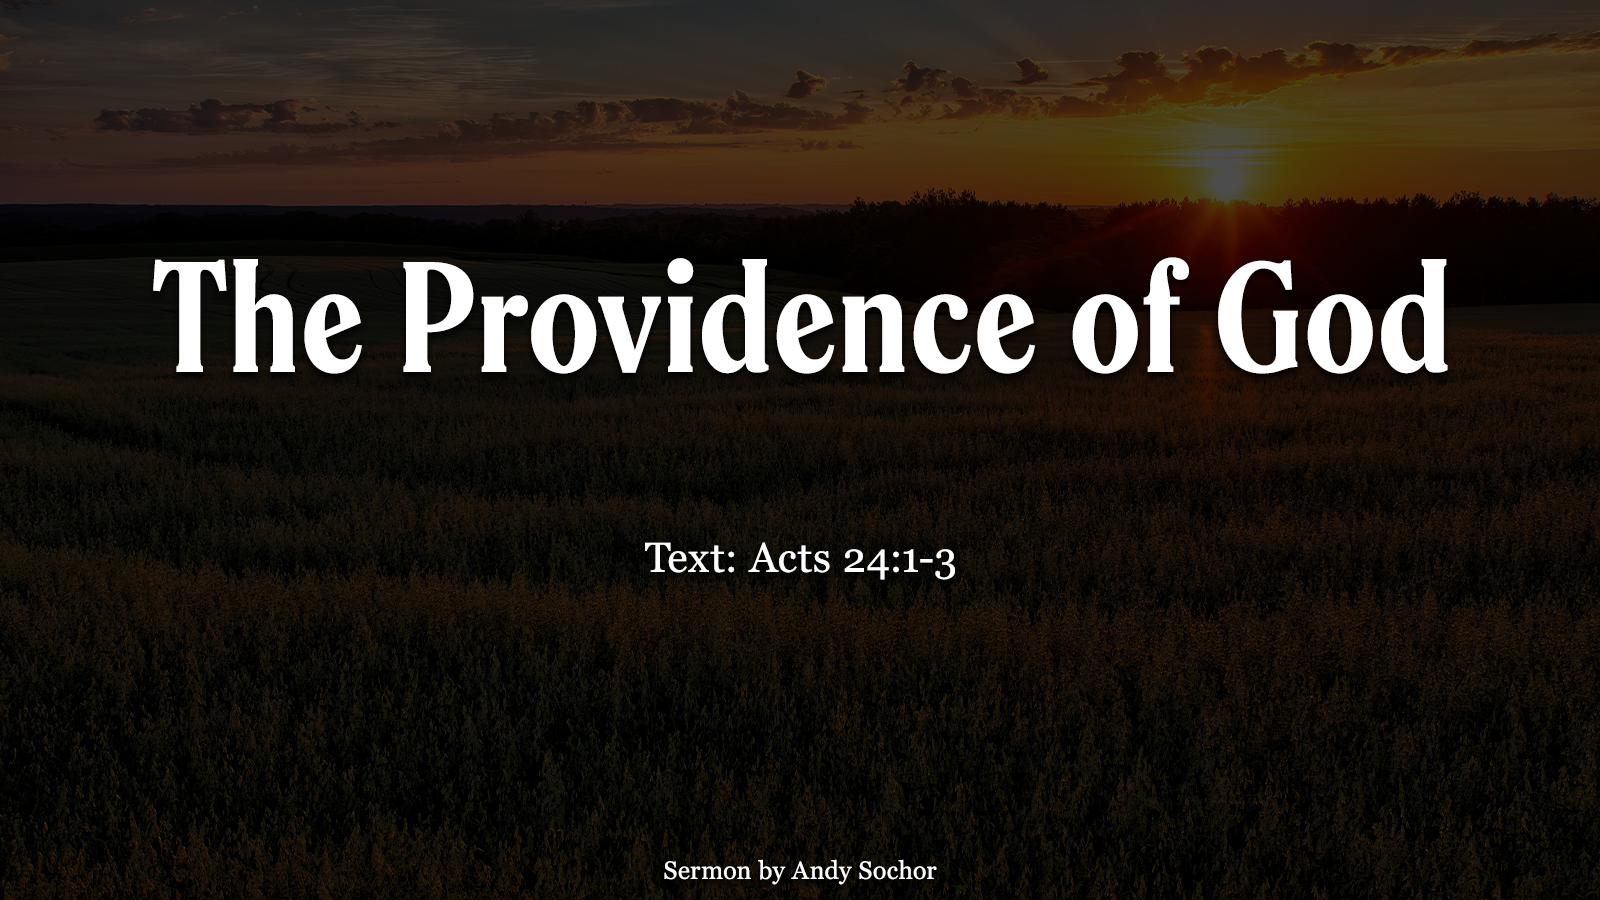 The Providence of God
Text: Acts 24:1-3
Sermon by Andy Sochor